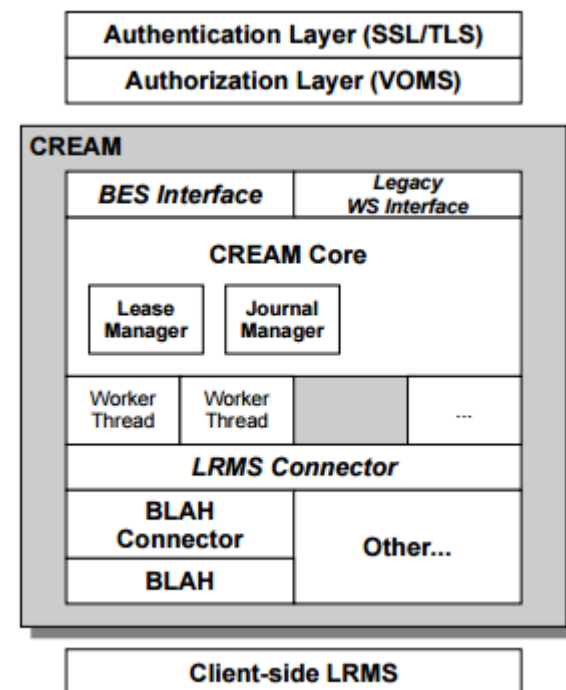 Authentication Layer (SSL/TLS)
Authorization Layer (VOMS)
CREAM
BES Interface
Legacy
WS Interface
CREAM Core
Lease
Manager
Journal
Manager
Worker
Thread
Worker
Thread
...
LRMS Connector
BLAH
Connector
Other...
BLAH
Client-side LRMS